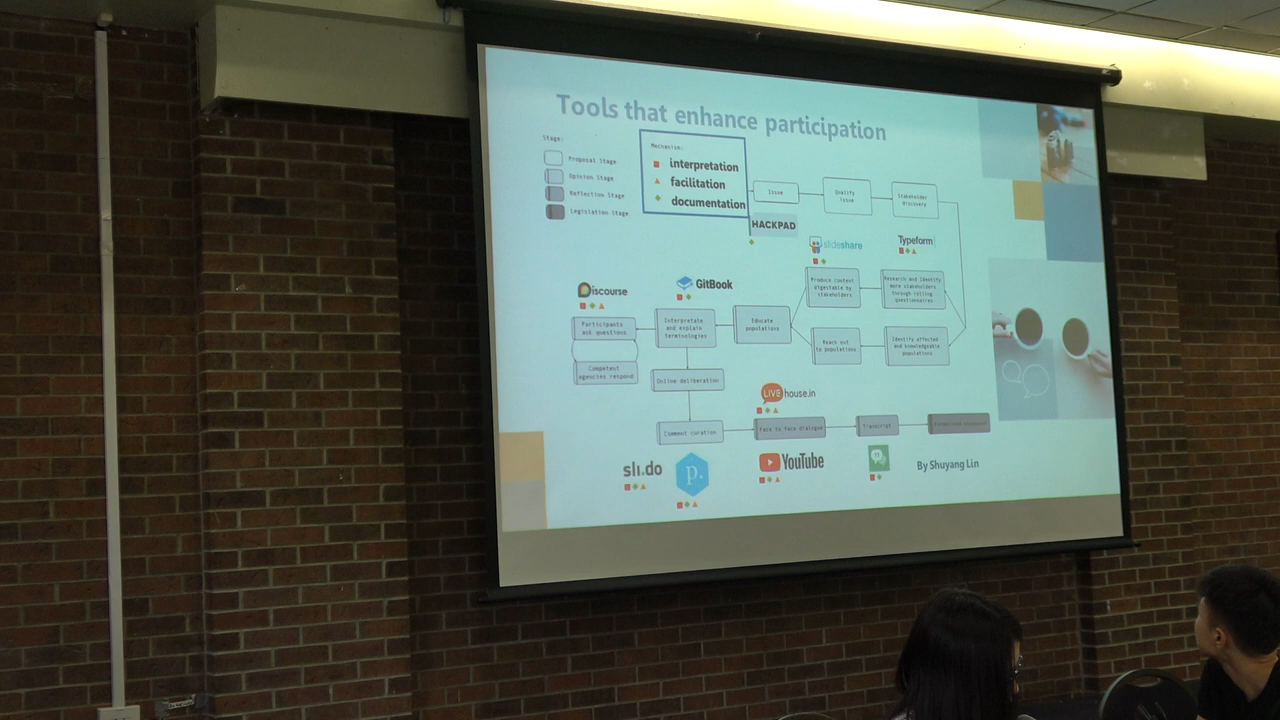 Tools that enhance participation
Stage:
Proposal Stage
Opinion Stage
Reflection Stage
Legislation Stage
Mechanism:
interpretation
facilitation
documentation
Issue
Qualify
issue
Stakeholder
discovery
HACKPAD
slideshare
Typeform
Produce context
digestable by
stakeholders
Research and Identify
more stakeholders
through rolling
questionnaires
Discourse
GitBook
Participants
ask questions
Interpretate
and explain
terminologies
Educate
populations
Reach out
to populations
Identify affected
and knowledgeable
populations
Competent
agencies respond
Online deliberation
LIVE house.in
Comment curation
Face to face dialogue
Transcript
sli.do
p.
YouTube
By Shuyang Lin